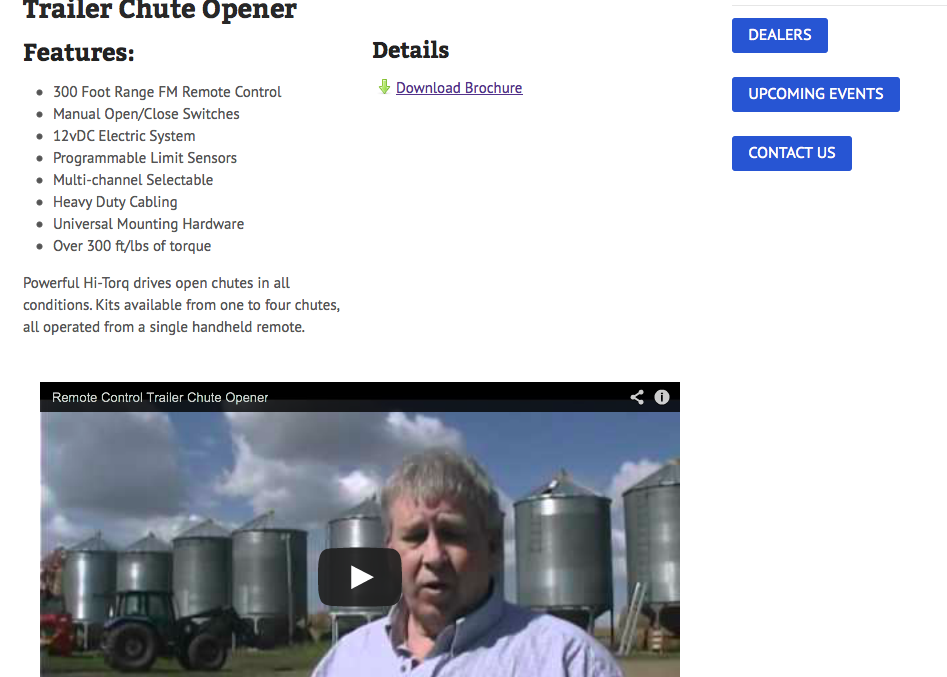 Trailer Chute Opener
Features:
300 Foot Range FM Remote Control
Manual Open/Close Switches
12vDC Electric System
Programmable Limit Sensors
Multi-channel Selectable
Heavy Duty Cabling
Universal Mounting Hardware
Over 300 ft/lbs of torque
Powerful Hi-Torq drives open chutes in all
conditions. Kits available from one to four chutes,
all operated from a single handheld remote.
Details
Download Brochure
DEALERS
UPCOMING EVENTS
CONTACT US
Remote Control Trailer Chute Opener